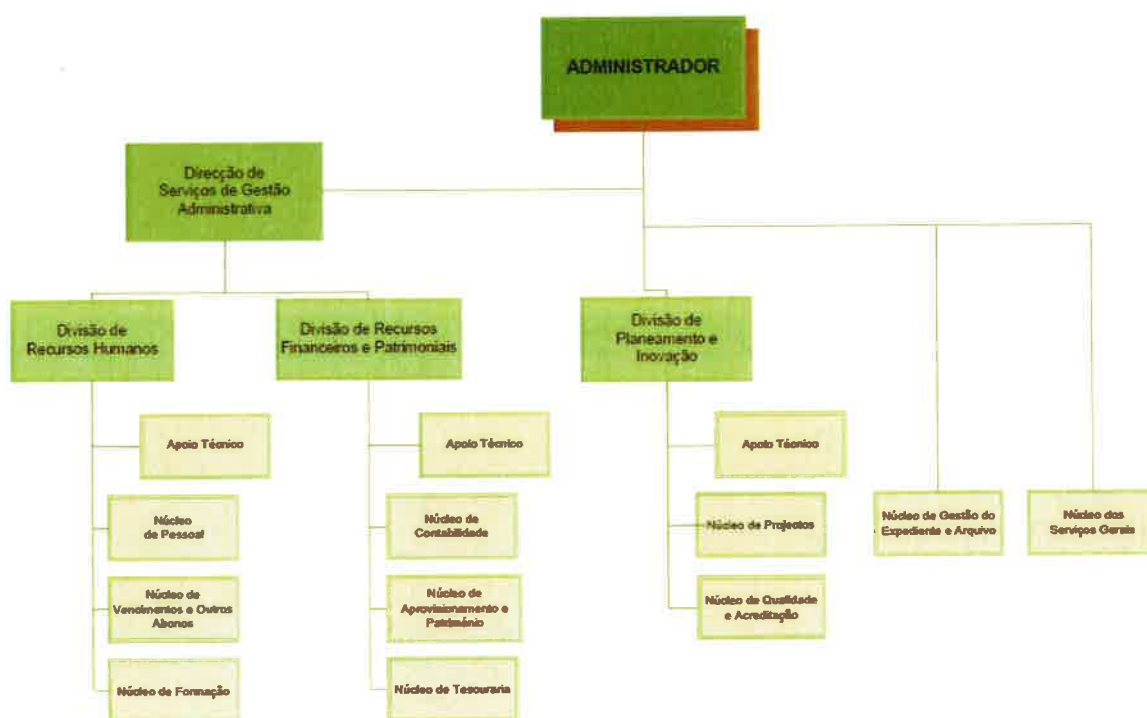 ADMINISTRADOR
Direcção de
Serviços de Gestão
Administrativa
Divisão de
Recursos Humanos
Divisão de Recursos
Financeiros e Patrimoniais
Divisão de
Planeamento e
Inovação
Apoio Técnico
Apoio Técnico
Apoio Técnico
Núcleo
de Pessoal
Núcleo de
Contabilidade
Núcleo de Projectos
Núcleo de Gestão do
Expediente e Arquivo
Núcleo dos
Serviços Gerais
Núcleo de
Vencimentos e Outros
Abonos
Núcleo de
Aprovisionamento e
Património
Núcleo de Qualidade
e Acreditação
Núcleo de Formação
Núcleo de Tesouraria